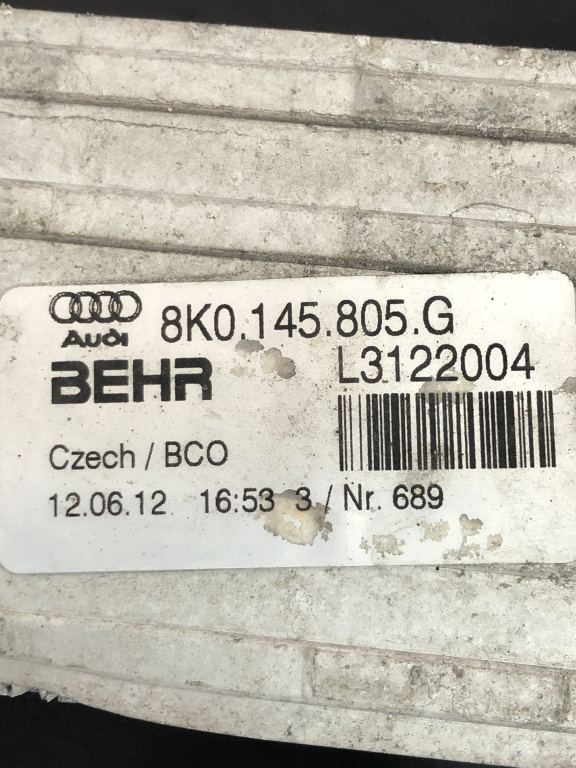 Audi 8K0.145.805.G
BEHR L3122004
Czech / BCO
12.06.12 16:53 3 / Nr. 689